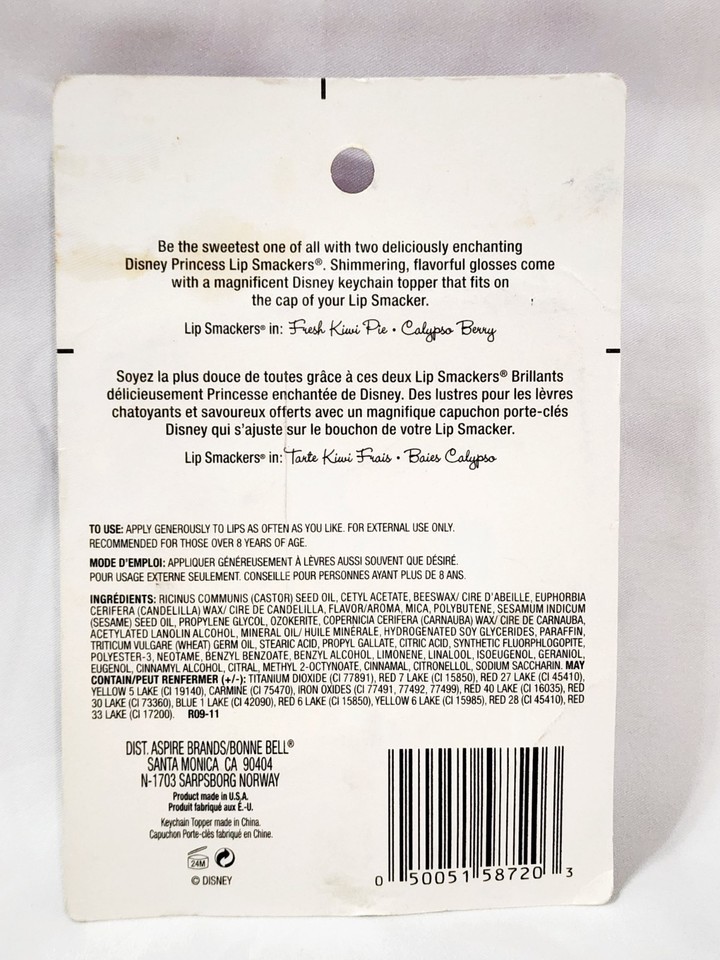 Be the sweetest one of all with two deliciously enchanting
Disney Princess Lip Smackers®. Shimmering, flavorful glosses come
with a magnificent Disney keychain topper that fits on
the cap of your Lip Smacker.
Lip Smackers® in: Fresh Kiwi Pie • Calypso Berry
Soyez la plus douce de toutes grâce à ces deux Lip Smackers® Brillants
délicieusement Princesse enchantée de Disney. Des lustres pour les lèvres
chatoyants et savoureux offerts avec un magnifique capuchon porte-clés
Disney qui s'ajuste sur le bouchon de votre Lip Smacker.
Lip Smackers® in: Tarte Kiwi Frais • Baies Calypso
TO USE: APPLY GENEROUSLY TO LIPS AS OFTEN AS YOU LIKE. FOR EXTERNAL USE ONLY.
RECOMMENDED FOR THOSE OVER 8 YEARS OF AGE.
MODE D'EMPLOI: APPLIQUER GÉNÉREUSEMENT À LÈVRES AUSSI SOUVENT QUE DÉSIRÉ.
POUR USAGE EXTERNE SEULEMENT. CONSEILLE POUR PERSONNES AYANT PLUS DE 8 ANS.
INGRÉDIENTS: RICINUS COMMUNIS (CASTOR) SEED OIL, CETYL ACETATE, BEESWAX/ CIRE D'ABEILLE, EUPHORBIA
CERIFERA (CANDELILLA) WAX/ CIRE DE CANDELILLA, FLAVOR/AROMA, MICA, POLYBUTENE, SESAMUM INDICUM
(SESAME) SEED OIL, PROPYLENE GLYCOL, OZOKERITE, COPERNICIA CERIFERA (CARNAUBA) WAX/ CIRE DE CARNAUBA,
ACETYLATED LANOLIN ALCOHOL, MINERAL OIL/ HUILE MINÉRALE, HYDROGENATED SOY GLYCERIDES, PARAFFIN,
TRITICUM VULGARE (WHEAT) GERM OIL, STEARIC ACID, PROPYL GALLATE, CITRIC ACID, SYNTHETIC FLUORPHLOGOPITE,
POLYESTER-3, NEOTAME, BENZYL BENZOATE, BENZYL ALCOHOL, LIMONENE, LINALOOL, ISOEUGENOL, GERANIOL,
EUGENOL, CINNAMYL ALCOHOL, CITRAL, METHYL 2-OCTYNOATE, CINNAMAL, CITRONELLOL, SODIUM SACCHARIN. MAY
CONTAIN/PEUT RENFERMER (+/-): TITANIUM DIOXIDE (CI 77891), RED 7 LAKE (CI 15850), RED 27 LAKE (CI 45410),
YELLOW 5 LAKE (CI 19140), CARMINE (CI 75470), IRON OXIDES (CI 77491, 77492, 77499), RED 40 LAKE (CI 16035), RED
30 LAKE (CI 73360), BLUE 1 LAKE (CI 42090), RED 6 LAKE (CI 15850), YELLOW 6 LAKE (CI 15985), RED 28 (CI 45410), RED
33 LAKE (CI 17200). R09-11
DIST. ASPIRE BRANDS/BONNE BELL®
SANTA MONICA CA 90404
N-1703 SARPSBORG NORWAY
Product made in U.S.A.
Produit fabriqué aux É.-U.
Keychain Topper made in China.
Capuchon Porte-clés fabriqué en Chine.
24M
© DISNEY
0 50051 58720 3